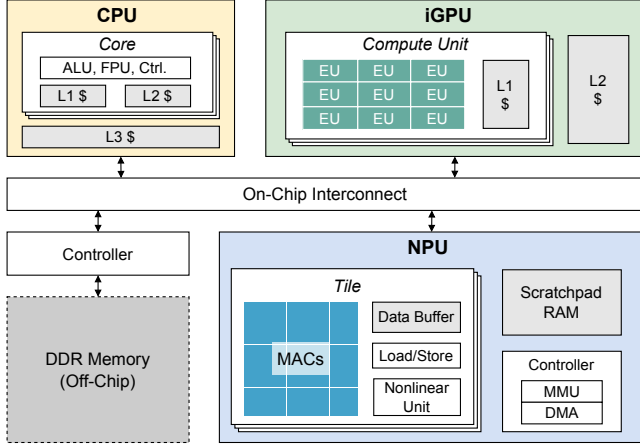 CPU
Core
ALU, FPU, Ctrl.
L1 $
L2 $
L3 $
iGPU
Compute Unit
EU EU EU
EU EU EU
EU EU EU
L1
$
L2
$
On-Chip Interconnect
Controller
DDR Memory
(Off-Chip)
NPU
Tile
MACs
Data Buffer
Load/Store
Nonlinear
Unit
Scratchpad
RAM
Controller
MMU
DMA